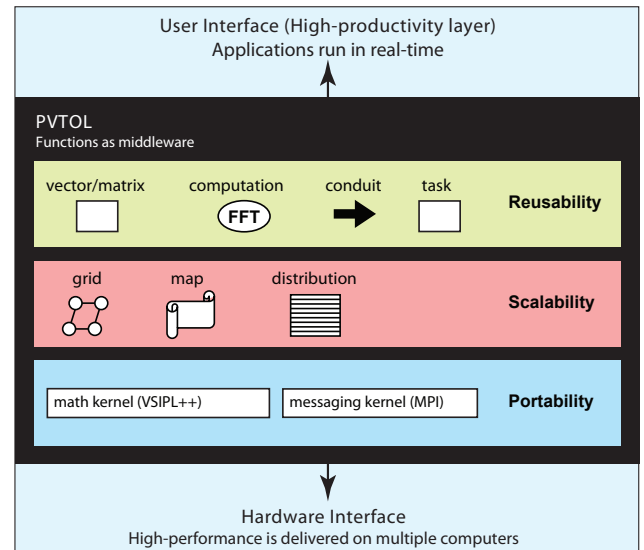 User Interface (High-productivity layer)
Applications run in real-time
PVTOL
Functions as middleware
vector/matrix computation conduit task
FFT
Reusability
grid map distribution
Scalability
math kernel (VSIPL++) messaging kernel (MPI) Portability
Hardware Interface
High-performance is delivered on multiple computers